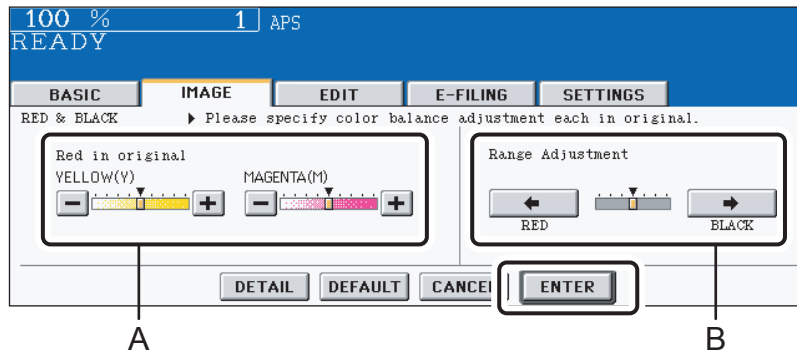 100 % 1 APS
READY
BASIC IMAGE EDIT E-FILING SETTINGS
RED & BLACK ▶ Please specify color balance adjustment each in original.
Red in original
YELLOW(Y) MAGENTA(M)
Range Adjustment
RED BLACK
DETAIL DEFAULT CANCEL ENTER
A B